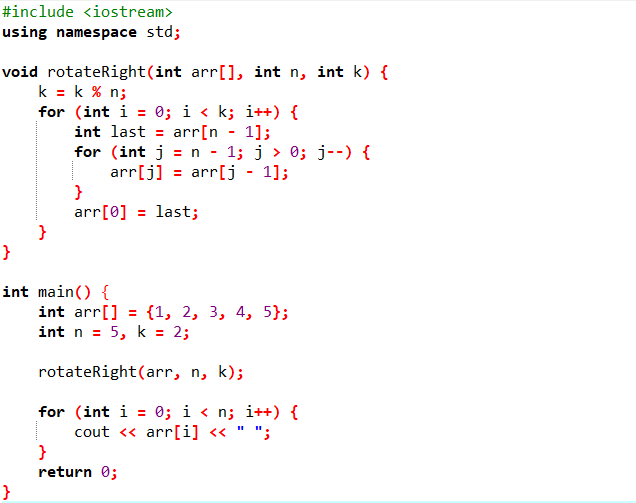 #include <iostream>
using namespace std;

void rotateRight(int arr[], int n, int k) {
    k = k % n;
    for (int i = 0; i < k; i++) {
        int last = arr[n - 1];
        for (int j = n - 1; j > 0; j--) {
            arr[j] = arr[j - 1];
        }
        arr[0] = last;
    }
}

int main() {
    int arr[] = {1, 2, 3, 4, 5};
    int n = 5, k = 2;

    rotateRight(arr, n, k);

    for (int i = 0; i < n; i++) {
        cout << arr[i] << " ";
    }
    return 0;
}